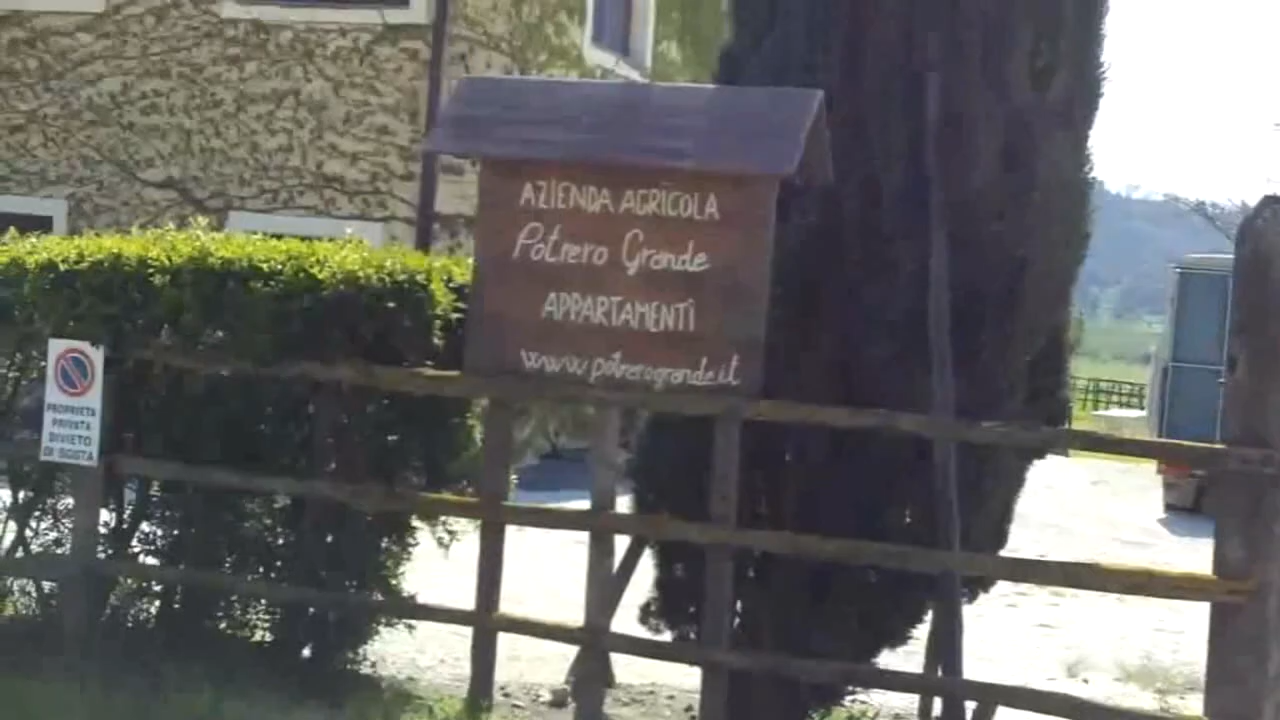 AZIENDA AGRICOLA
Potrero Grande
APPARTAMENTI
www.potrerogrande.it
PROPRIETA
PRIVATA
DIVIETO
DI SOSTA